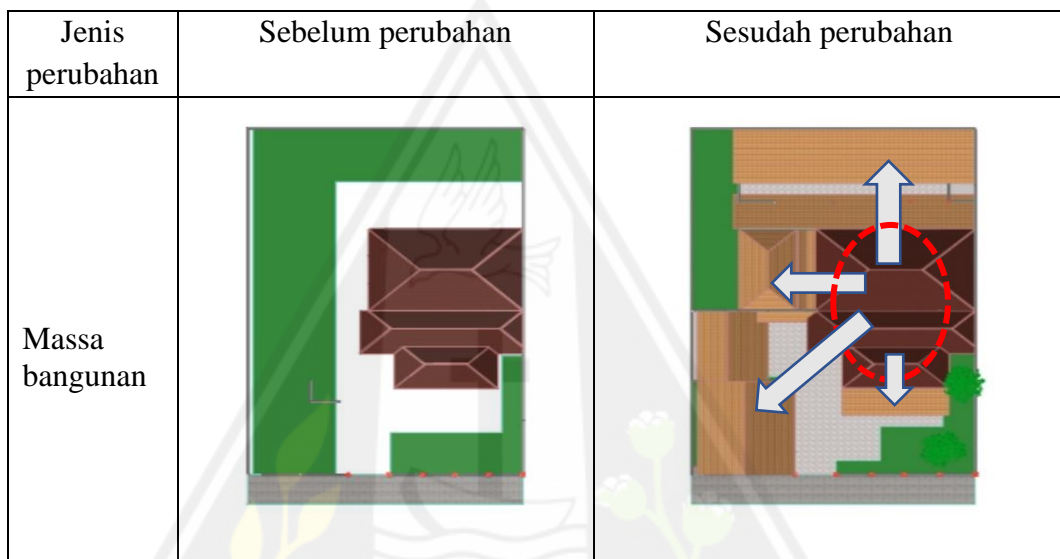 Jenis
perubahan
Sebelum perubahan
Sesudah perubahan
Massa
bangunan